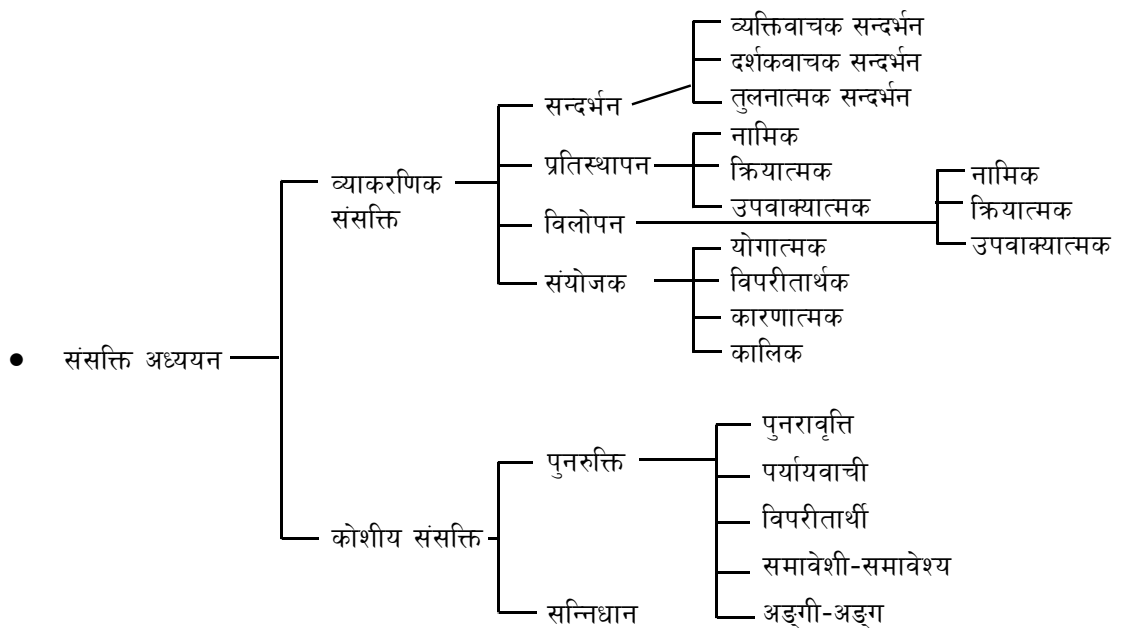 व्यक्तिवाचक सन्दर्भन
दर्शकवाचक सन्दर्भन
तुलनात्मक सन्दर्भन
सन्दर्भन
नामिक
प्रतिस्थापन
क्रियात्मक
उपवाक्यात्मक
व्याकरणिक
संसक्ति
विलोपन
नामिक
क्रियात्मक
उपवाक्यात्मक
संयोजक
योगात्मक
विपरीतार्थक
कारणात्मक
कालिक
• संसक्ति अध्ययन
पुनरुक्ति
पुनरावृत्ति
पर्यायवाची
विपरीतार्थी
समावेशी-समावेश्य
अङ्गी-अङ्ग
कोशीय संसक्ति
सन्निधान